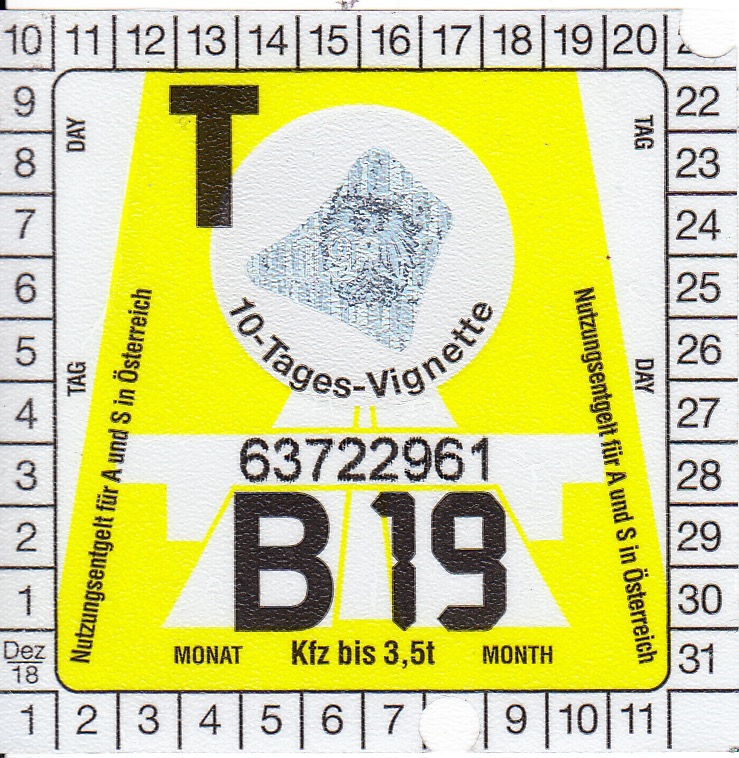 10 11 12 13 14 15 16 17 18 19 20
9 22
8 23
7 24
6 25
5 26
4 27
3 28
2 29
1 30
Dez
18
31
1 2 3 4 5 6 7 9 10 11
DAY
TAG
TAG
DAY
T
10-Tages-Vignette
Nutzungsentgelt für A und S in Österreich
Nutzungsentgelt für A und S in Österreich
63722961
B 19
MONAT Kfz bis 3,5t MONTH